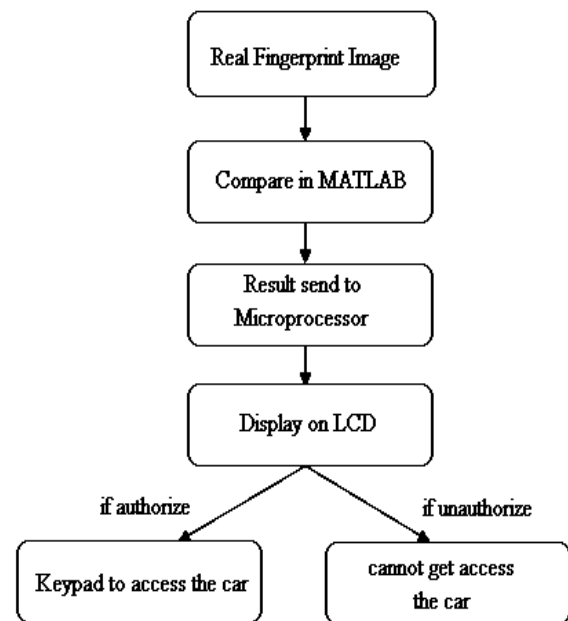 Real Fingerprint Image
Compare in MATLAB
Result send to
Microprocessor
Display on LCD
if authorize
if unauthorize
Keypad to access the car
cannot get access
the car